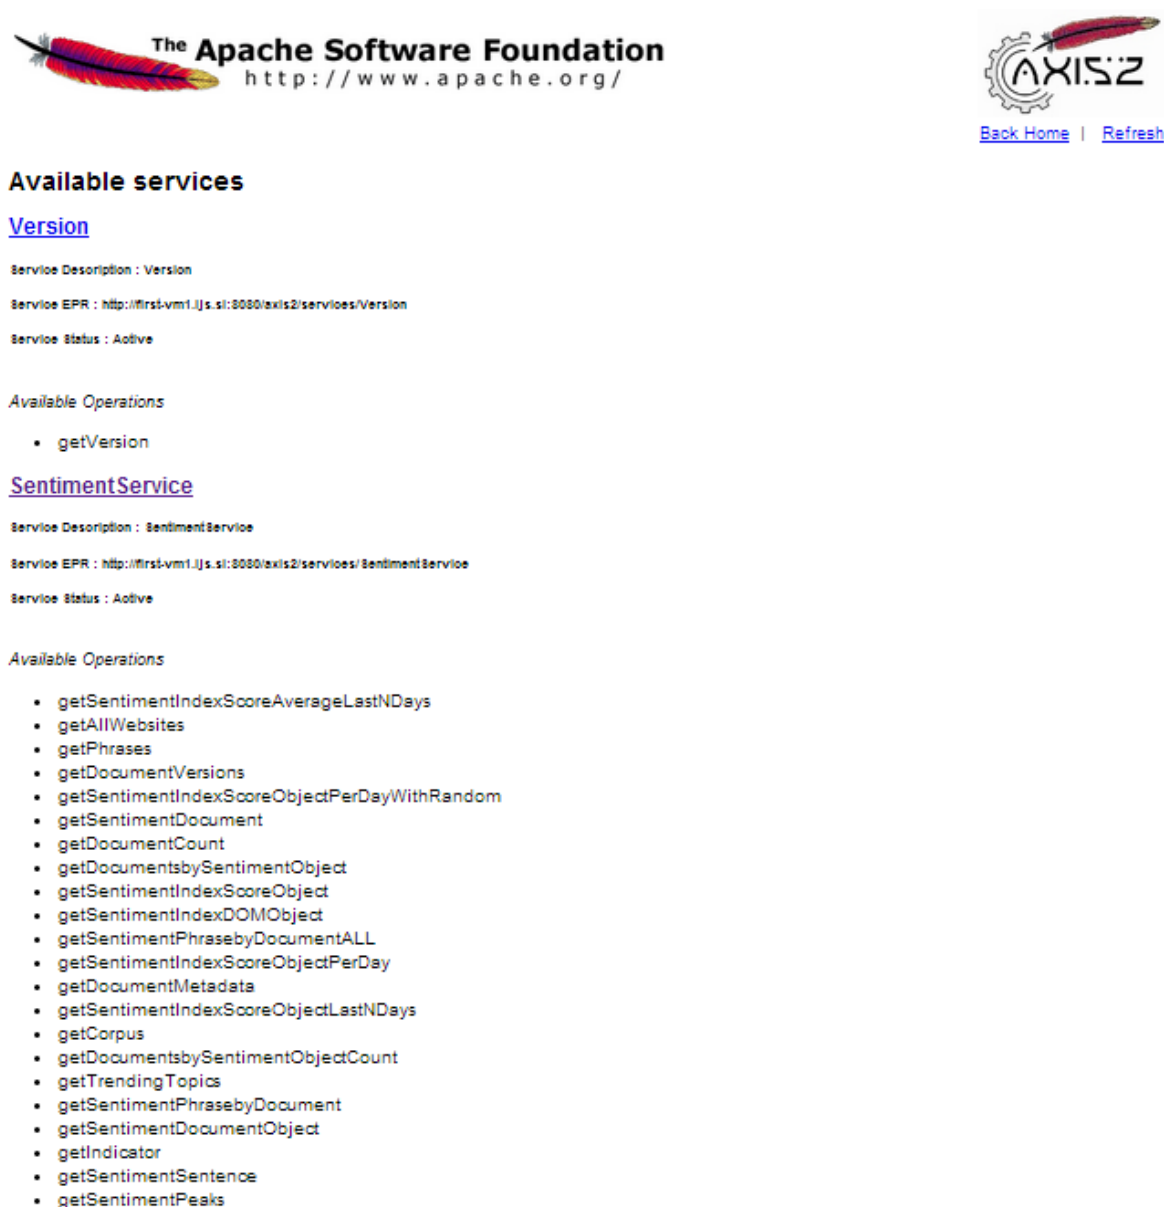 The Apache Software Foundation
http://www.apache.org/
AXIS2
Back Home | Refresh
Available services
Version
Service Description : Version
Service EPR : http://first-vm1.ijs.si:8080/axis2/services/Version
Service Status : Active
Available Operations
• getVersion
SentimentService
Service Description : SentimentService
Service EPR : http://first-vm1.ijs.si:8080/axis2/services/SentimentService
Service Status : Active
Available Operations
• getSentimentIndexScoreAverageLastNDays
• getAllWebsites
• getPhrases
• getDocumentVersions
• getSentimentIndexScoreObjectPerDayWithRandom
• getSentimentDocument
• getDocumentCount
• getDocumentsbySentimentObject
• getSentimentIndexScoreObject
• getSentimentIndexDOMObject
• getSentimentPhrasebyDocumentALL
• getSentimentIndexScoreObjectPerDay
• getDocumentMetadata
• getSentimentIndexScoreObjectLastNDays
• getCorpus
• getDocumentsbySentimentObjectCount
• getTrendingTopics
• getSentimentPhrasebyDocument
• getSentimentDocumentObject
• getIndicator
• getSentimentSentence
• getSentimentPeaks